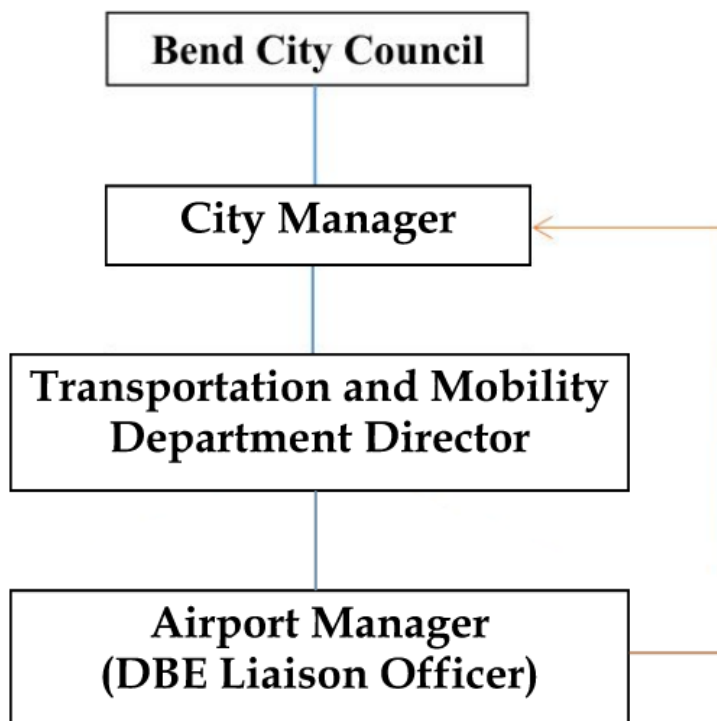 Bend City Council
City Manager
Transportation and Mobility
Department Director
Airport Manager
(DBE Liaison Officer)